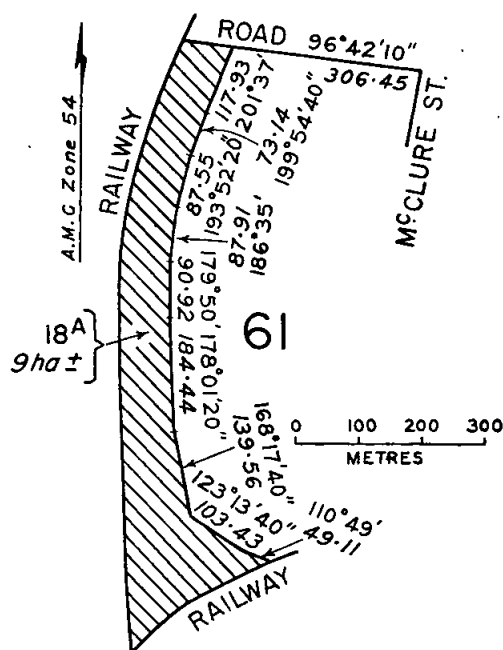 ROAD 96°42'10"
306·45
McCLURE ST.
A.M.G Zone 54
RAILWAY
117·93
201°37'
73·14
199°54'40"
87·55
193°52'20"
87·91
186°35'
179°50'
90·92
178°01'20"
184·44
18A
9ha ±
61
168°17'40"
139·56
0 100 200 300
METRES
123°13'40"
103·43
110°49'
49·11
RAILWAY